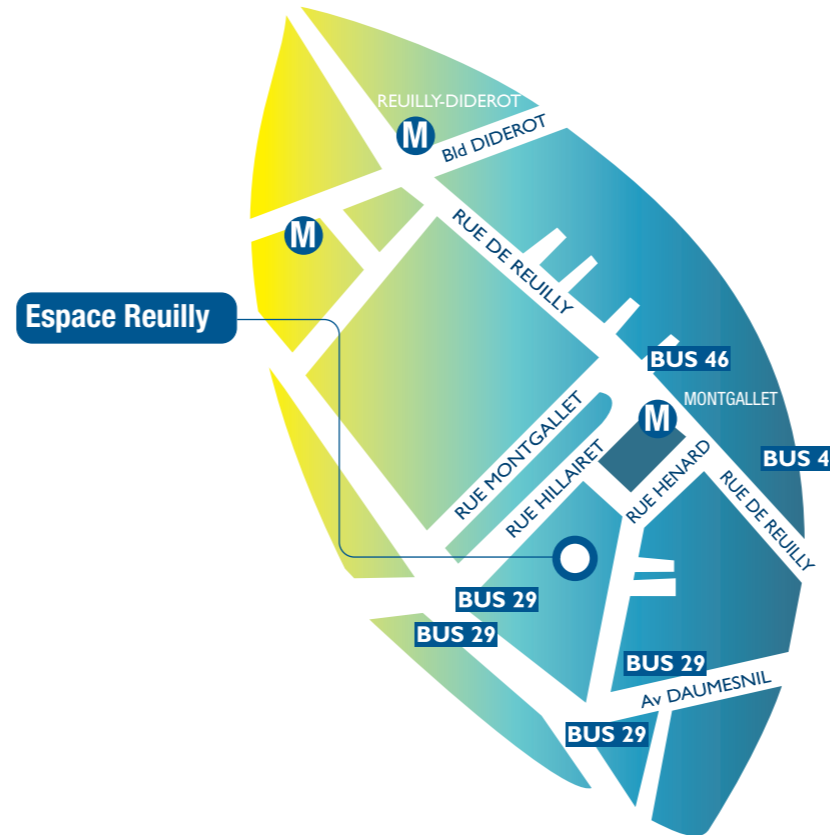 REUILLY-DIDEROT
M
Bld DIDEROT
M
RUE DE REUILLY
Espace Reuilly
BUS 46
MONTGALLET
M
RUE MONTGALLET
RUE HILLAIRET
RUE HENARD
BUS 4
RUE DE REUILLY
BUS 29
BUS 29
BUS 29
Av DAUMESNIL
BUS 29